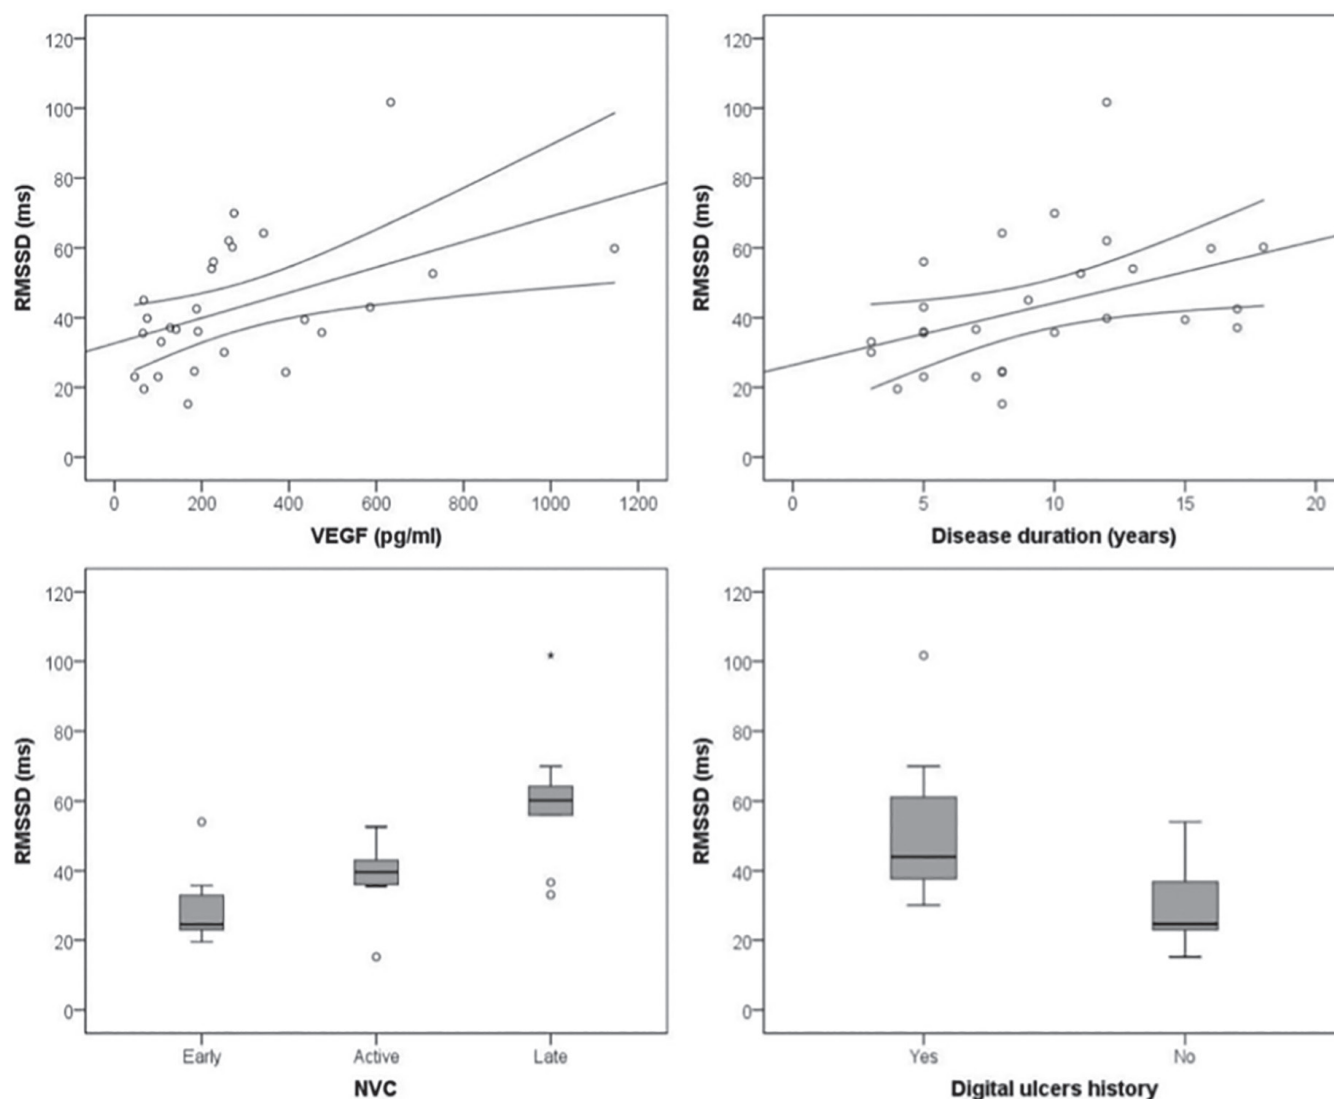 120
100
80
60
40
20
0
RMSSD (ms)
0 200 400 600 800 1000 1200
VEGF (pg/ml)
120
100
80
60
40
20
0
RMSSD (ms)
0 5 10 15 20
Disease duration (years)
120
100
80
60
40
20
0
RMSSD (ms)
Early Active Late
NVC
120
100
80
60
40
20
0
RMSSD (ms)
Yes No
Digital ulcers history